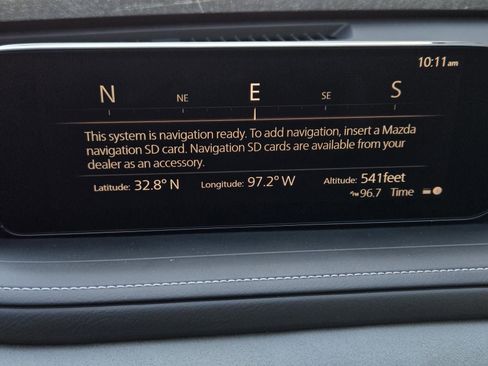 10:11am
N NE E SE S
This system is navigation ready. To add navigation, insert a Mazda
navigation SD card. Navigation SD cards are available from your
dealer as an accessory.
Latitude: 32.8° N Longitude: 97.2° W Altitude: 541feet
96.7 Time